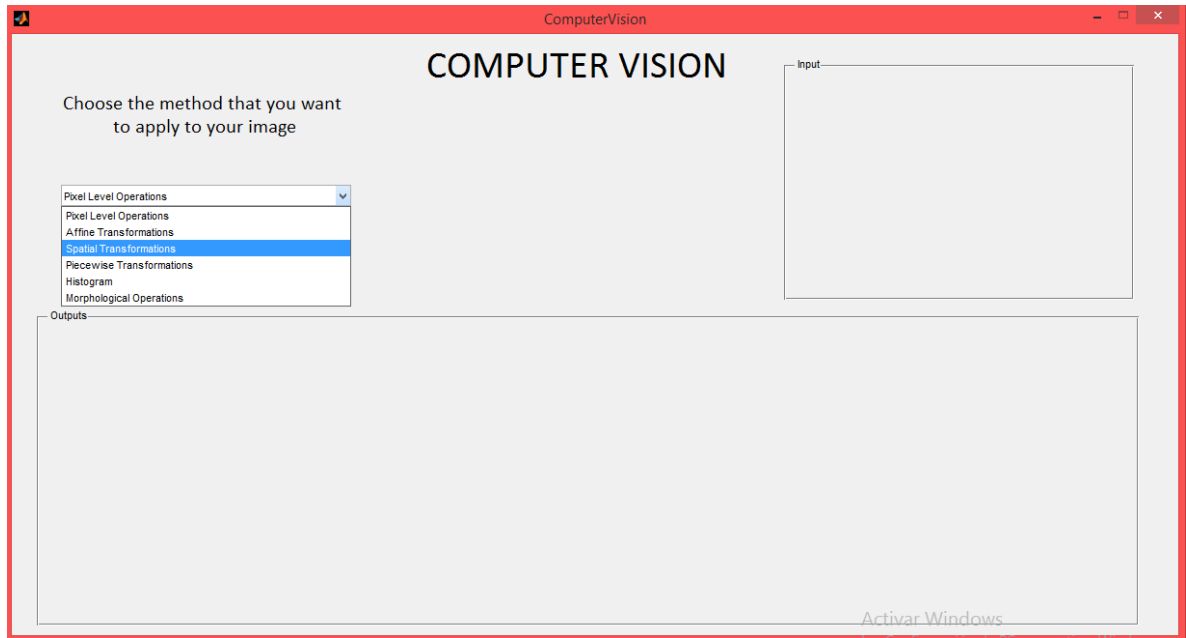 ComputerVision
COMPUTER VISION
Input
Choose the method that you want
to apply to your image
Pixel Level Operations
Pixel Level Operations
Affine Transformations
Spatial Transformations
Piecewise Transformations
Histogram
Morphological Operations
Outputs
Activar Windows